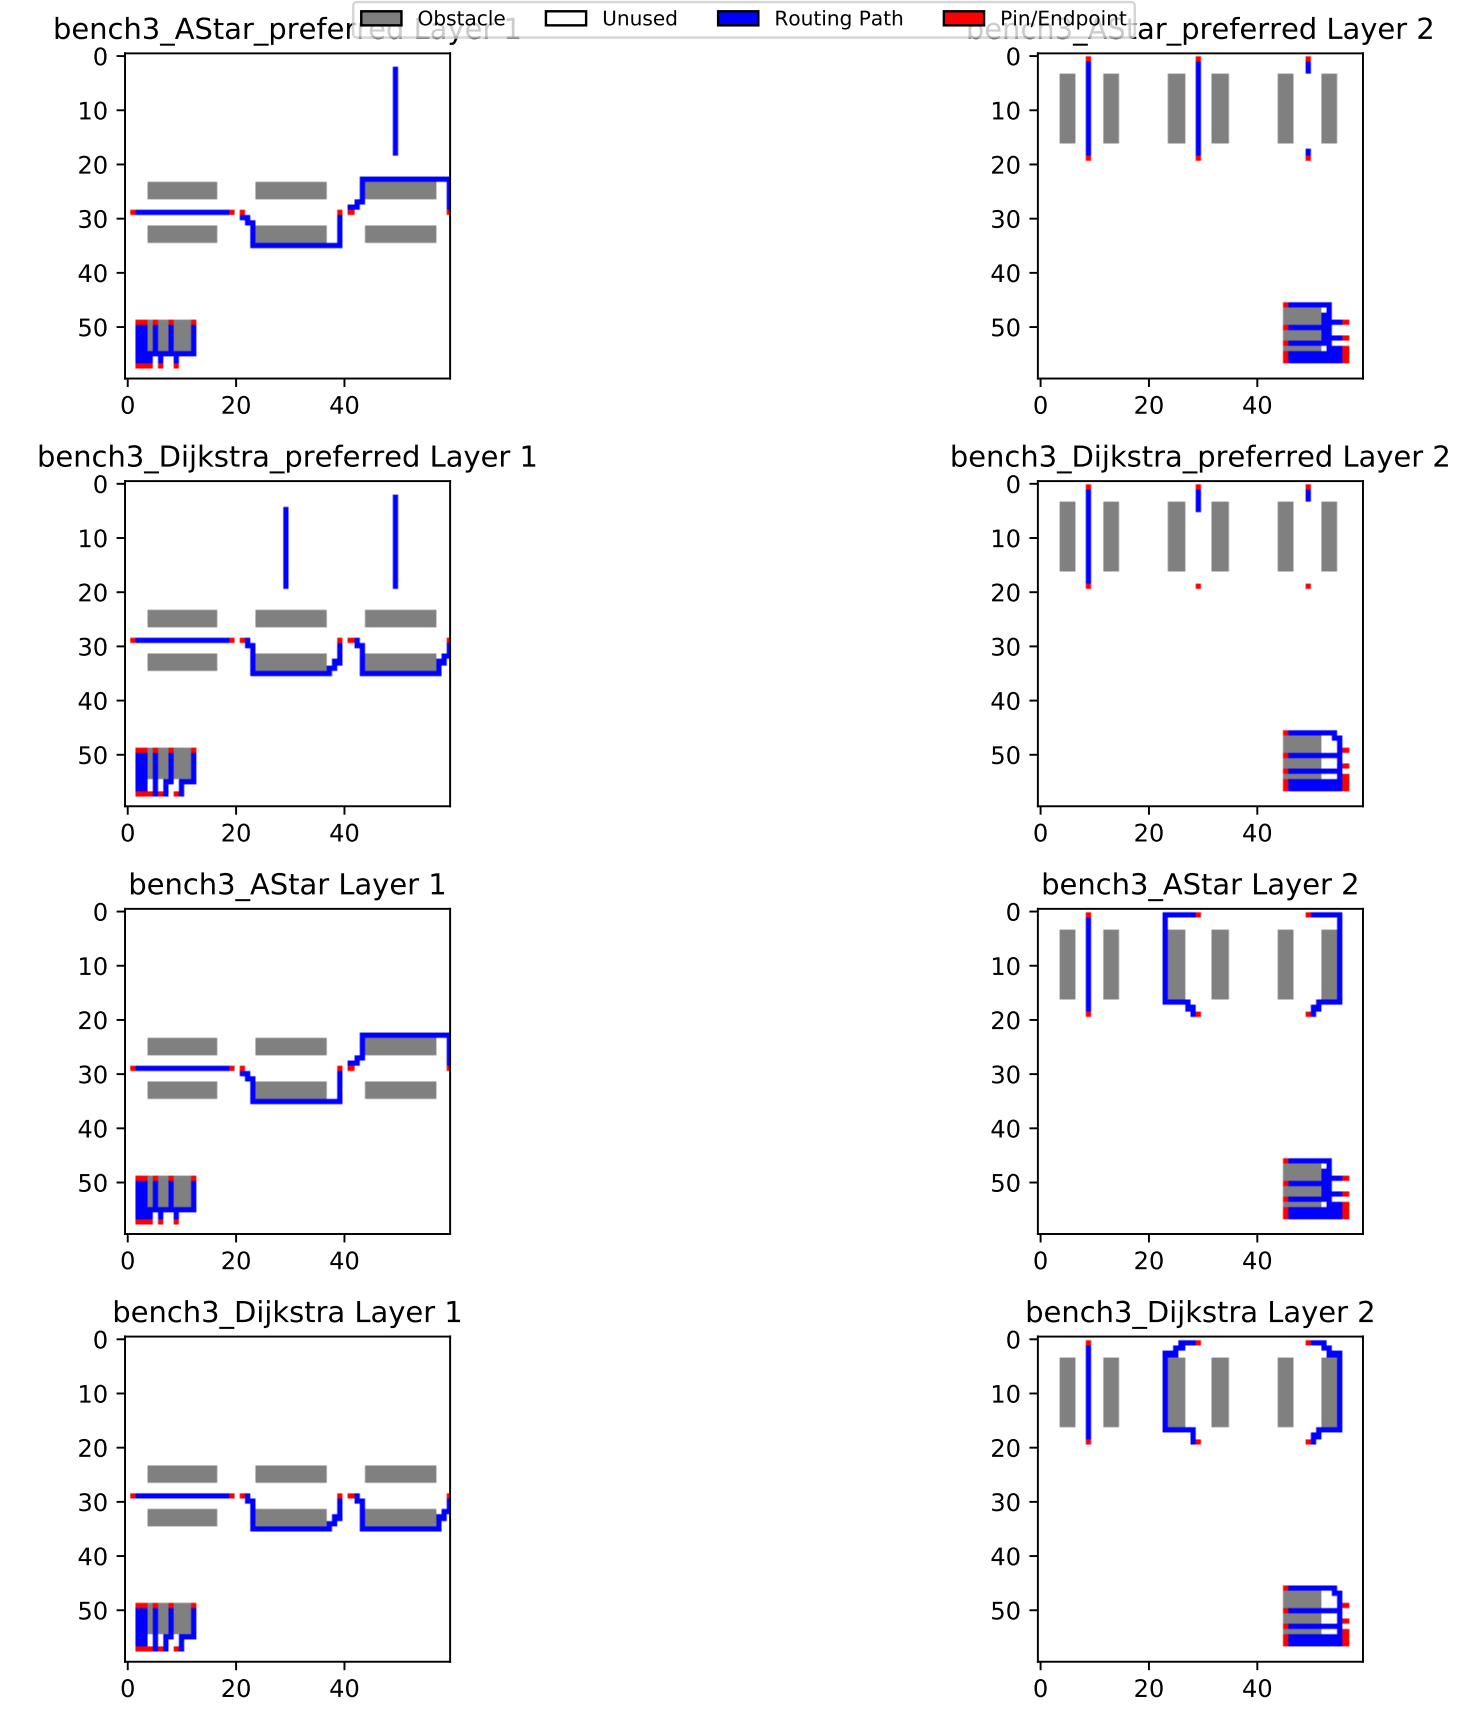 Obstacle Unused Routing Path Pin/Endpoint
bench3_AStar_preferred Layer 1
bench3_AStar_preferred Layer 2
0
10
20
30
40
50
0 20 40
0
10
20
30
40
50
0 20 40
bench3_Dijkstra_preferred Layer 1
bench3_Dijkstra_preferred Layer 2
0
10
20
30
40
50
0 20 40
0
10
20
30
40
50
0 20 40
bench3_AStar Layer 1
bench3_AStar Layer 2
0
10
20
30
40
50
0 20 40
0
10
20
30
40
50
0 20 40
bench3_Dijkstra Layer 1
bench3_Dijkstra Layer 2
0
10
20
30
40
50
0 20 40
0
10
20
30
40
50
0 20 40